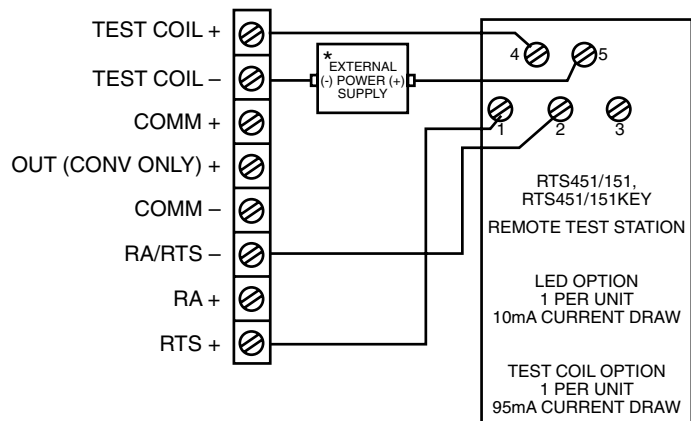 TEST COIL +
TEST COIL –
COMM +
OUT (CONV ONLY) +
COMM –
RA/RTS –
RA +
RTS +
*
EXTERNAL
(-) POWER (+)
SUPPLY
4
5
1
2
3
RTS451/151,
RTS451/151KEY
REMOTE TEST STATION
LED OPTION
1 PER UNIT
10mA CURRENT DRAW
TEST COIL OPTION
1 PER UNIT
95mA CURRENT DRAW